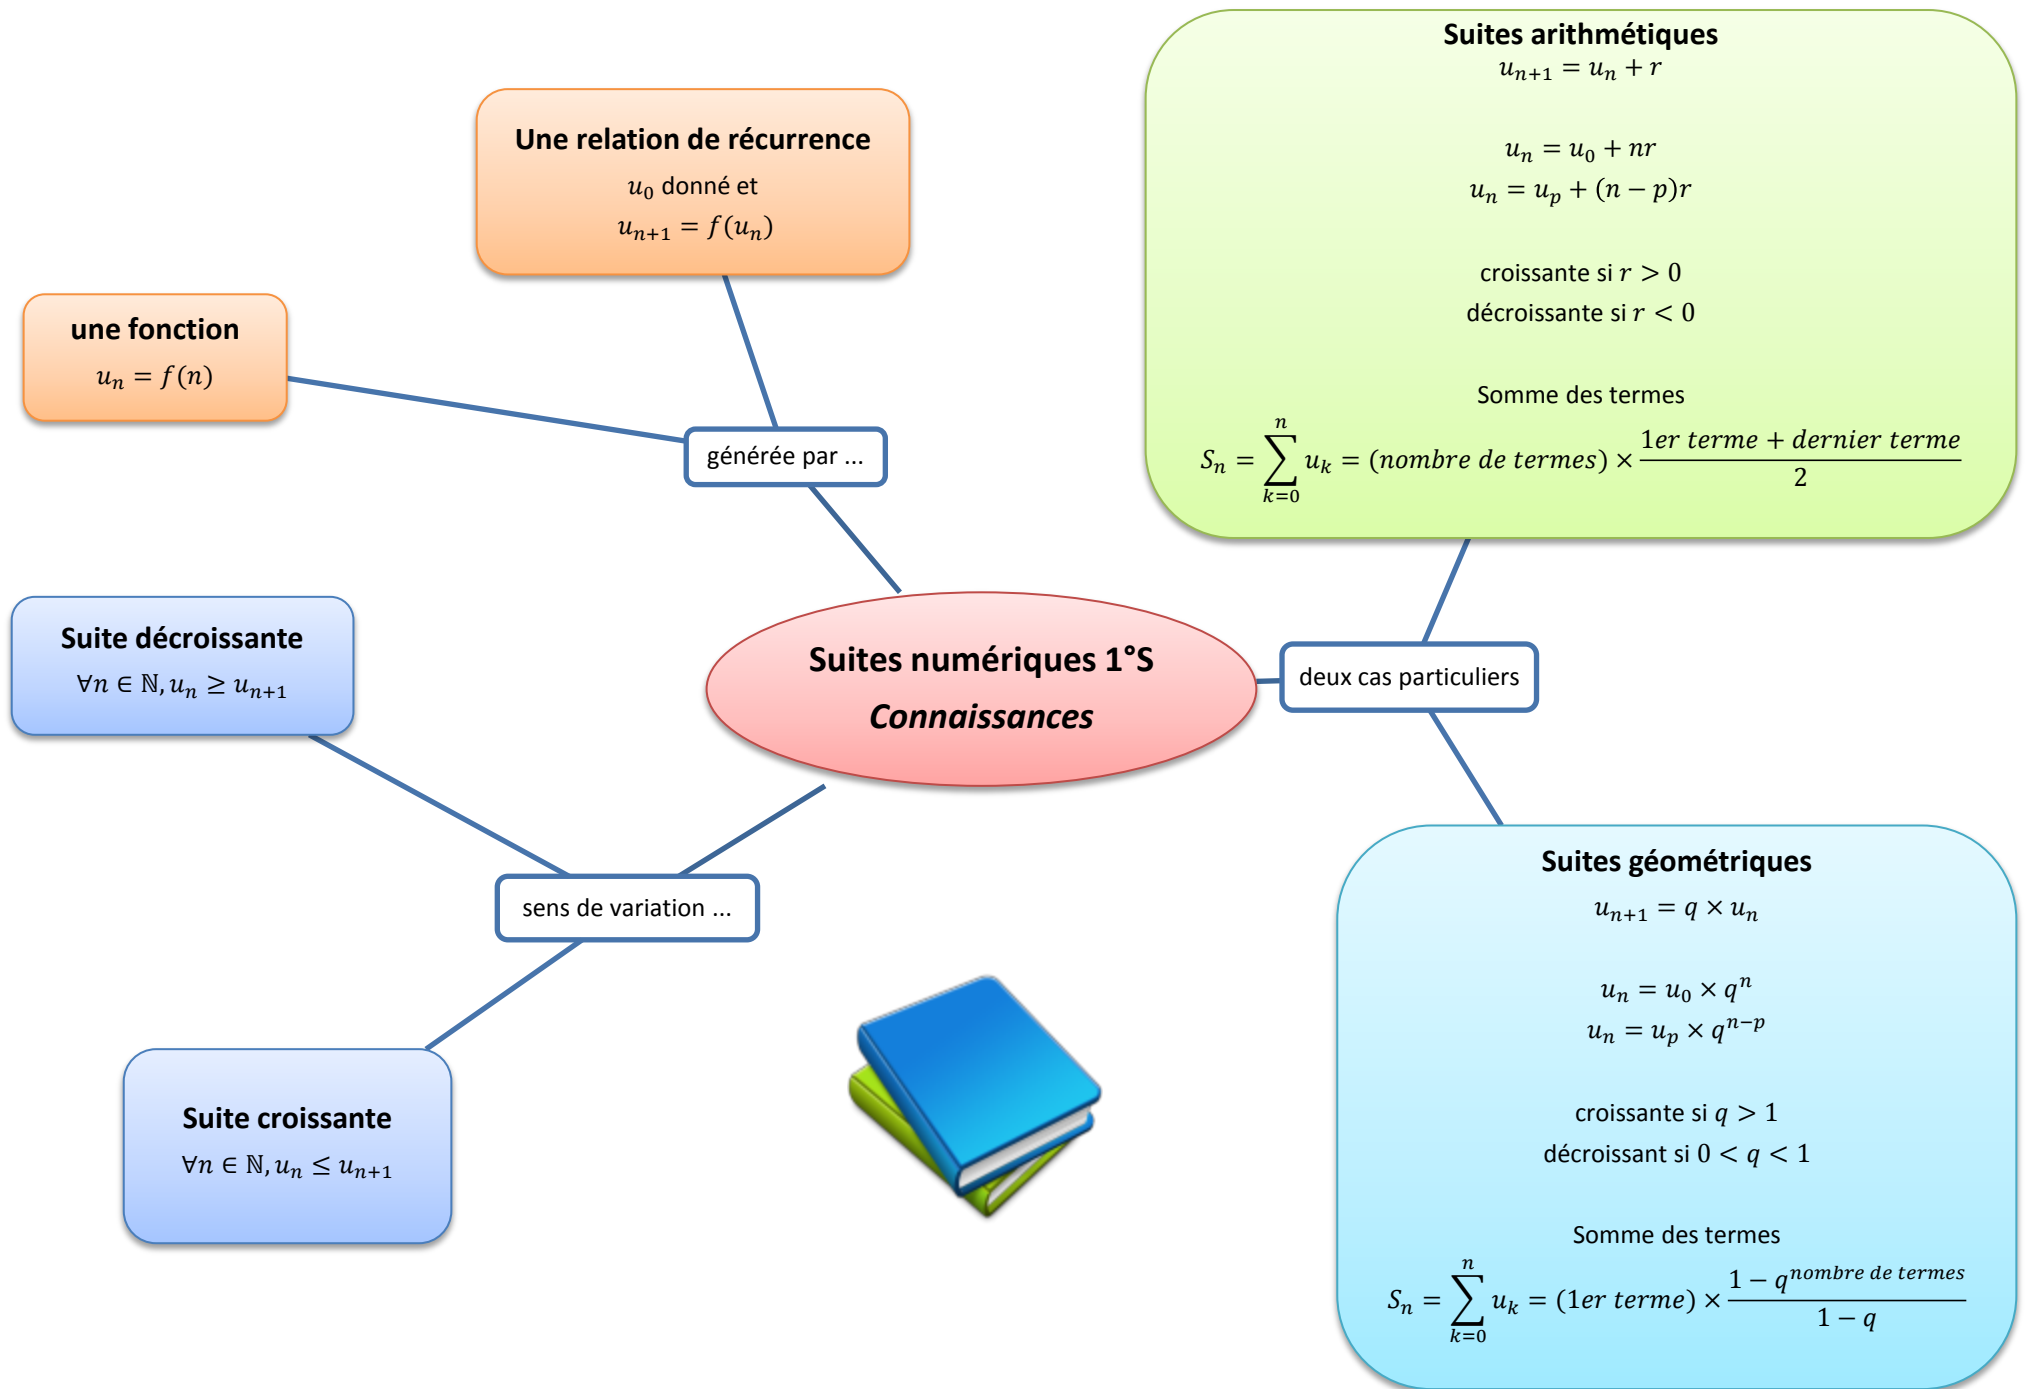 Suites arithmétiques
u_{n+1} = u_n + r
u_n = u_0 + nr
u_n = u_p + (n − p)r
croissante si r > 0
décroissante si r < 0
Somme des termes
S_n = \sum_{k=0}^{n} u_k = (nombre de termes) × \frac{1er terme + dernier terme}{2}
Une relation de récurrence
u_0 donné et
u_{n+1} = f(u_n)
une fonction
u_n = f(n)
générée par ...
Suites numériques 1°S
Connaissances
deux cas particuliers
Suite décroissante
∀n ∈ ℕ, u_n ≥ u_{n+1}
sens de variation ...
Suite croissante
∀n ∈ ℕ, u_n ≤ u_{n+1}
Suites géométriques
u_{n+1} = q × u_n
u_n = u_0 × q^n
u_n = u_p × q^{n−p}
croissante si q > 1
décroissant si 0 < q < 1
Somme des termes
S_n = \sum_{k=0}^{n} u_k = (1er terme) × \frac{1 − q^{nombre de termes}}{1 − q}